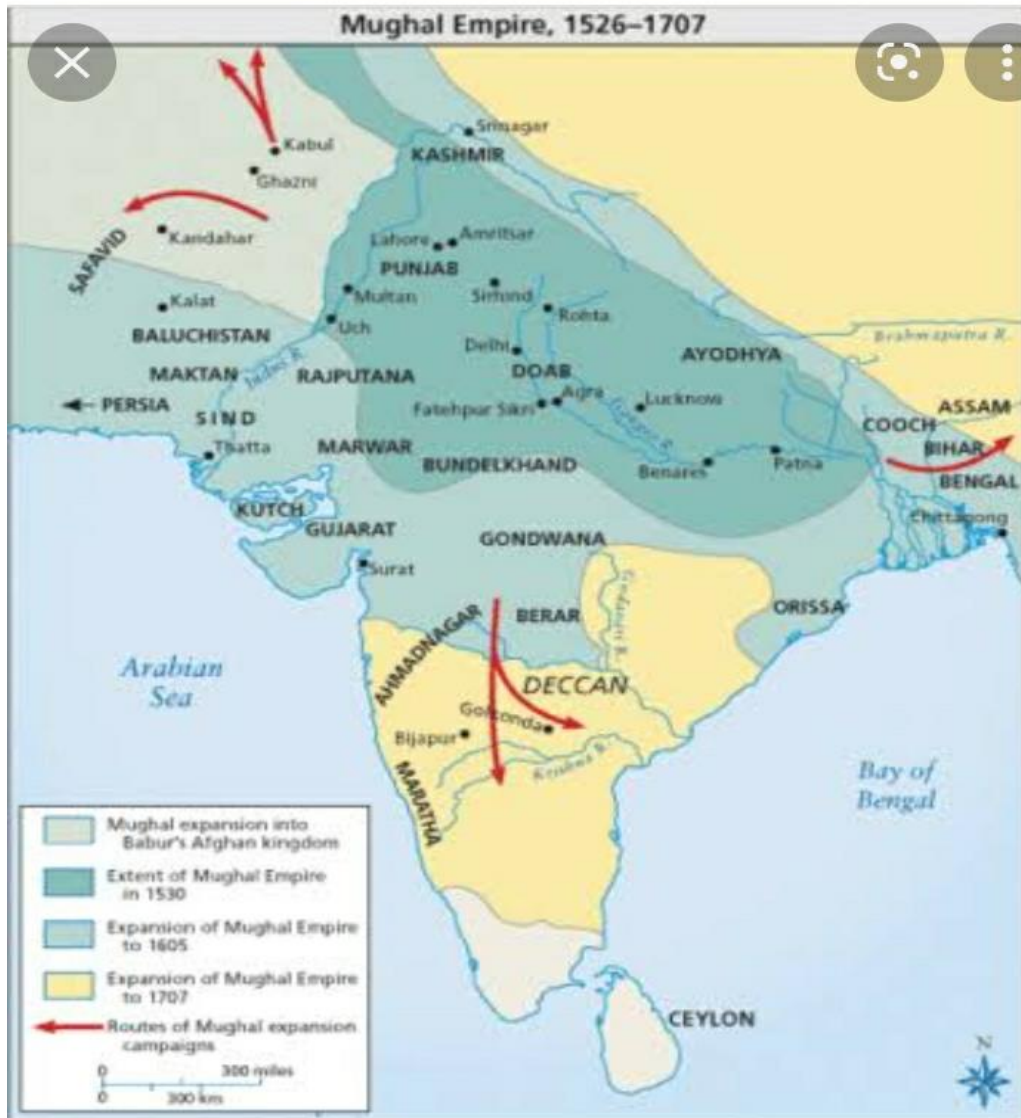 Mughal Empire, 1526–1707
Srinagar
Kabul
KASHMIR
Ghazni
Kandahar
SAFAVID
Lahore
Amritsar
PUNJAB
Kalat
Multan
Sirhind
Uch
Rohta
BALUCHISTAN
Brahmaputra R.
Delhi
AYODHYA
Indus R.
MAKTAN
RAJPUTANA
DOAB
PERSIA
SIND
Fatehpur Sikri
Agra
Lucknow
ASSAM
COOCH
BIHAR
Thatta
MARWAR
BUNDELKHAND
Benares
Patna
BENGAL
KUTCH
GUJARAT
Chittagong
GONDWANA
Surat
Godavari R.
BERAR
ORISSA
AHMADNAGAR
Arabian
Sea
DECCAN
Golconda
Bijapur
Krishna R.
Bay of
Bengal
MARATHA
Mughal expansion into
Babur's Afghan kingdom
Extent of Mughal Empire
in 1530
Expansion of Mughal Empire
to 1605
Expansion of Mughal Empire
to 1707
Routes of Mughal expansion
campaigns
0 300 miles
0 300 kms
CEYLON
N